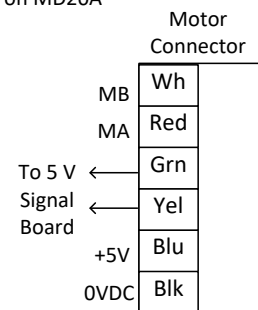 on MD20A
Motor
Connector
MB Wh
MA Red
To 5 V Grn
Signal Yel
Board
+5V Blu
0VDC Blk